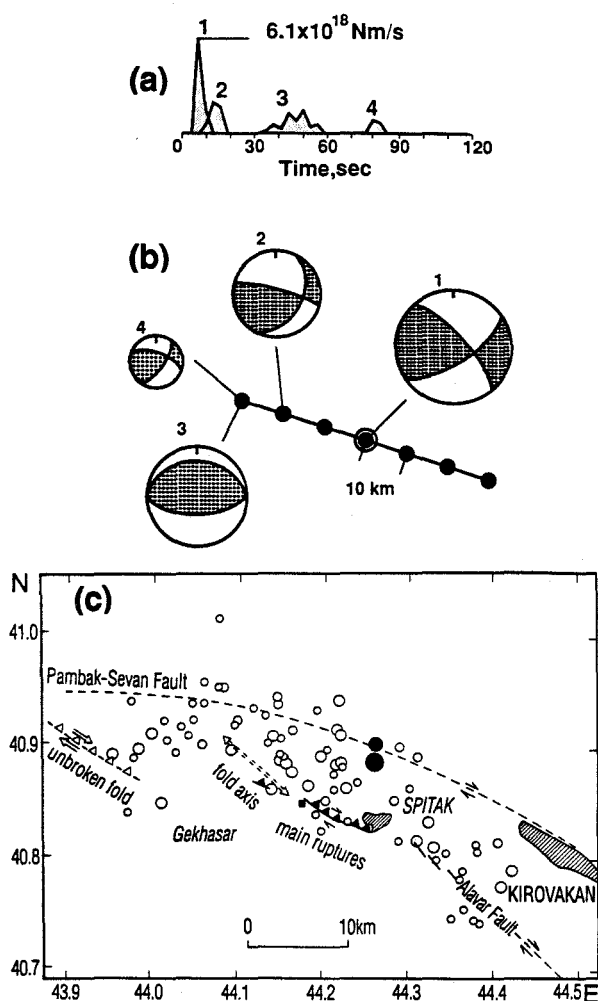 1 6.1x10^18 Nm/s
(a)
2
3
4
0 30 60 90 120
Time,sec
(b)
2
1
4
3
10 km
N
(c)
41.0
Pambak-Sevan Fault
40.9
unbroken fold
fold axis
SPITAK
Gekhasar
main ruptures
40.8
KIROVAKAN
Alavar Fault
0 10km
40.7
43.9 44.0 44.1 44.2 44.3 44.4 44.5 E